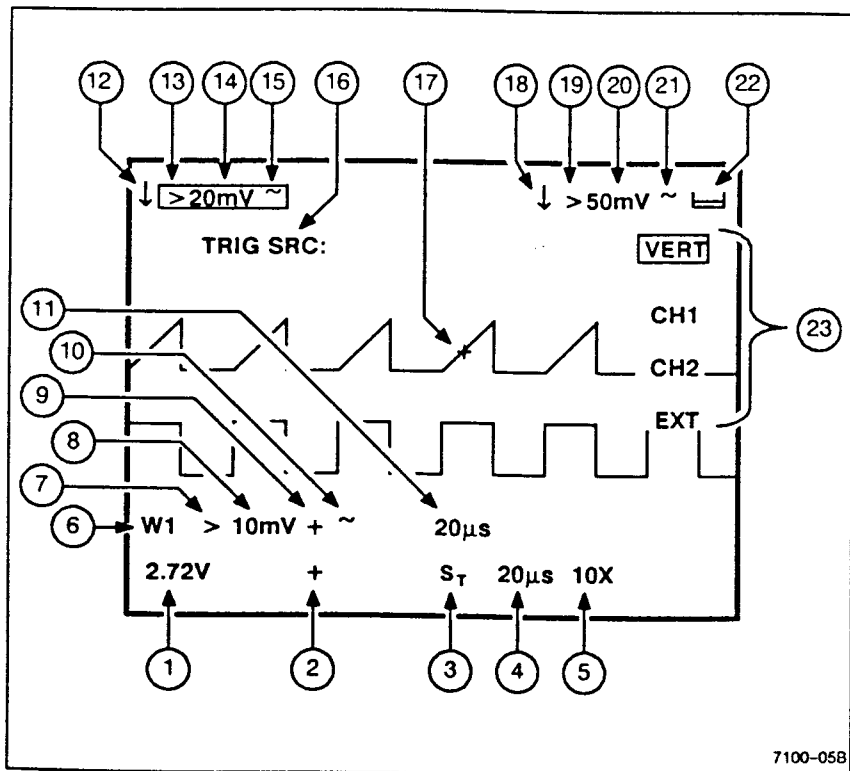 12 13 14 15 16 17 18 19 20 21 22
↓ >20mV ~ ↓ >50mV ~
TRIG SRC: VERT
11
CH1
23
10
CH2
9
EXT
8
7
6 W1 > 10mV + ~ 20μs
2.72V + S_T 20μs 10X
1 2 3 4 5
7100-05B